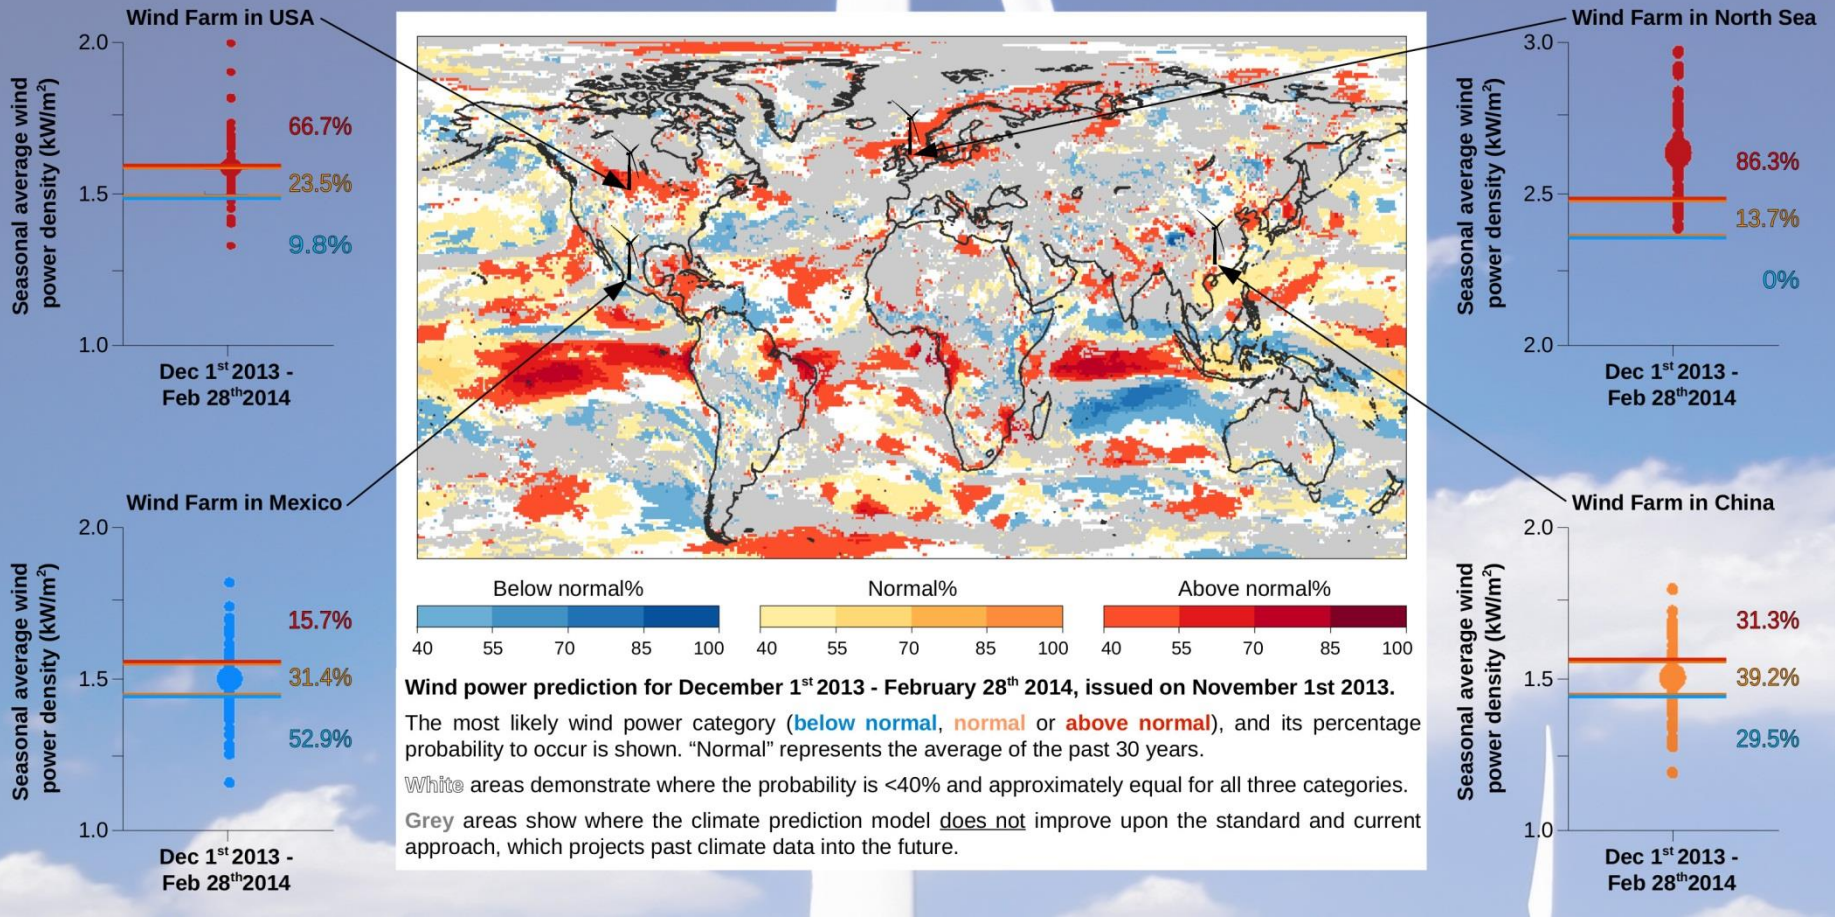 Wind Farm in USA
Seasonal average wind
power density (kW/m²)
2.0
1.5
1.0
66.7%
23.5%
9.8%
Dec 1st 2013 -
Feb 28th2014
Wind Farm in North Sea
Seasonal average wind
power density (kW/m²)
3.0
2.5
2.0
86.3%
13.7%
0%
Dec 1st 2013 -
Feb 28th2014
Wind Farm in Mexico
Seasonal average wind
power density (kW/m²)
2.0
1.5
1.0
15.7%
31.4%
52.9%
Dec 1st 2013 -
Feb 28th2014
Wind Farm in China
Seasonal average wind
power density (kW/m²)
2.0
1.5
1.0
31.3%
39.2%
29.5%
Dec 1st 2013 -
Feb 28th2014
Below normal%
40 55 70 85 100
Normal%
40 55 70 85 100
Above normal%
40 55 70 85 100
Wind power prediction for December 1st 2013 - February 28th 2014, issued on November 1st 2013.
The most likely wind power category (below normal, normal or above normal), and its percentage
probability to occur is shown. “Normal” represents the average of the past 30 years.
White areas demonstrate where the probability is <40% and approximately equal for all three categories.
Grey areas show where the climate prediction model does not improve upon the standard and current
approach, which projects past climate data into the future.